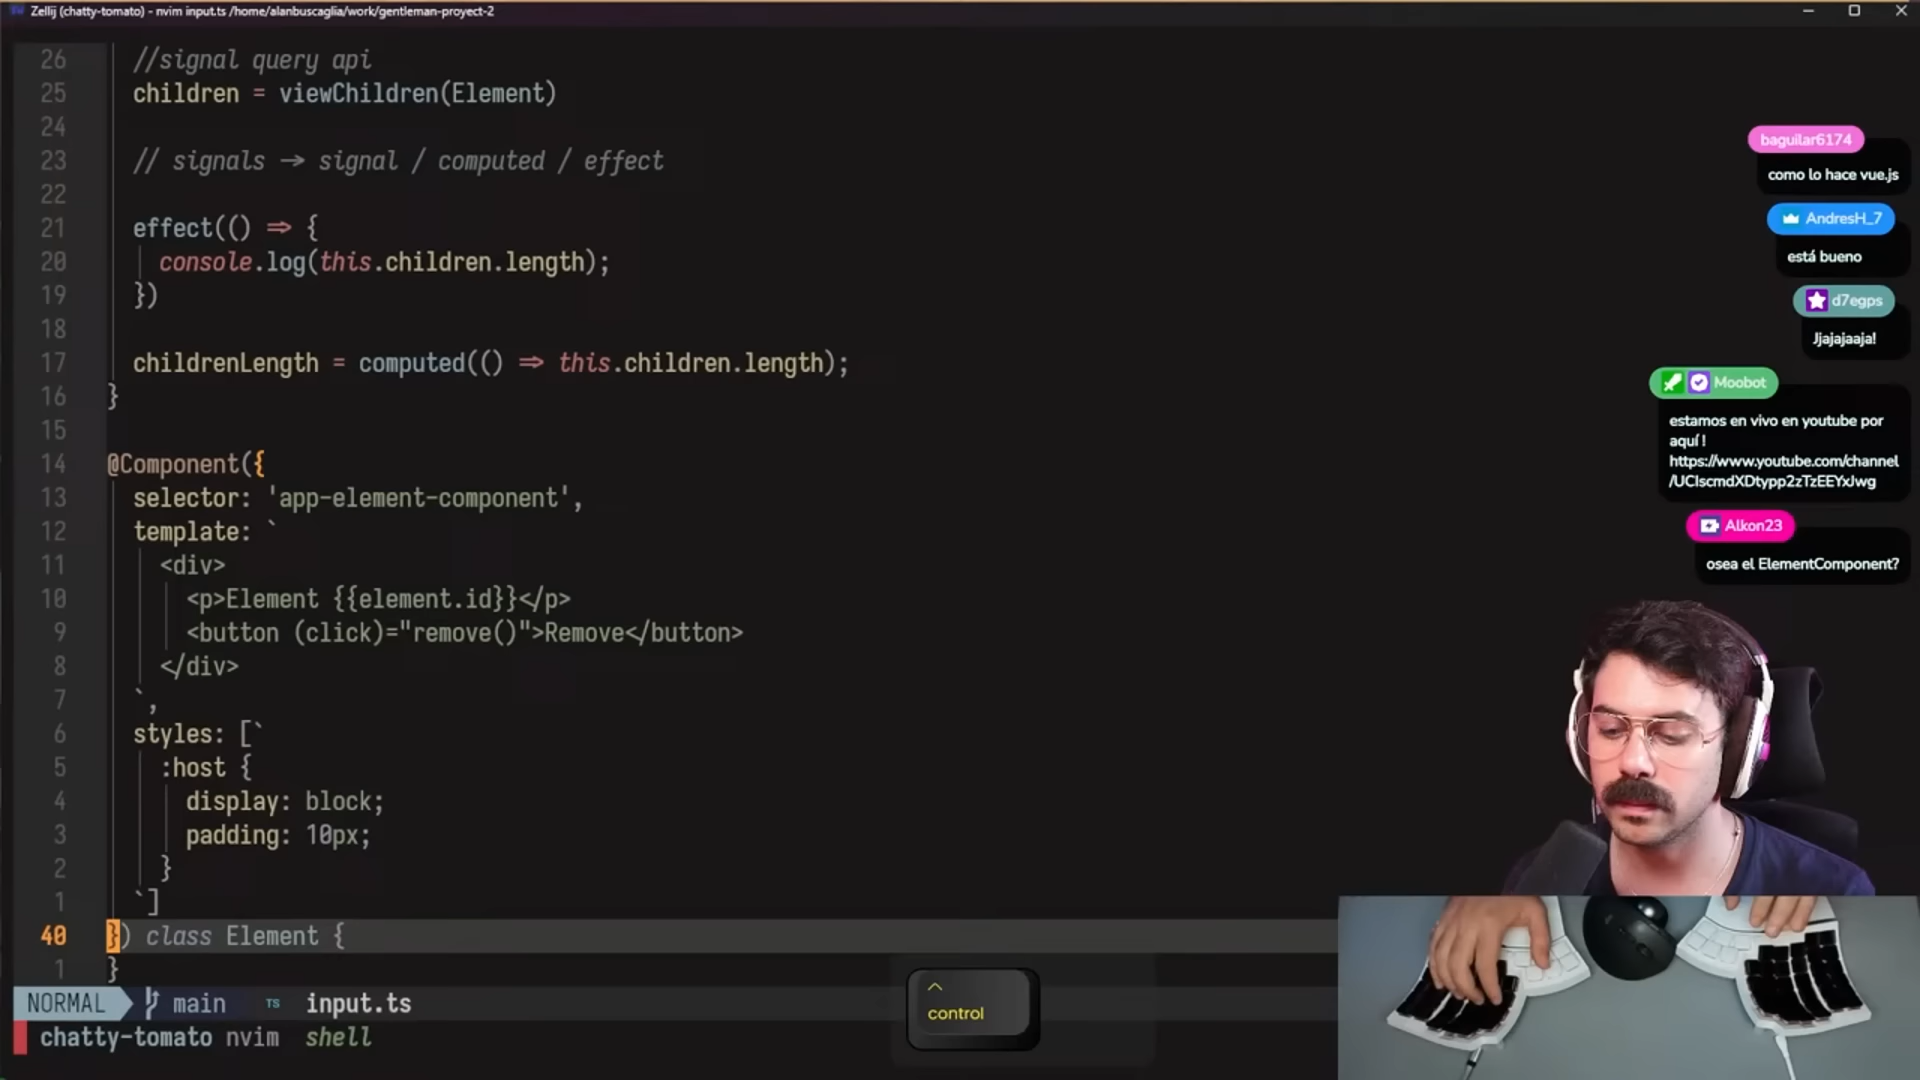 Zellij (chatty-tomato) - nvim input.ts /home/alanbuscaglia/work/gentleman-proyect-2
26 //signal query api
25 children = viewChildren(Element)
24
23 // signals → signal / computed / effect
22
21 effect(() => {
20 console.log(this.children.length);
19 })
18
17 childrenLength = computed(() => this.children.length);
16 }
15
14 @Component({
13 selector: 'app-element-component',
12 template: `
11 <div>
10 <p>Element {{element.id}}</p>
9 <button (click)="remove()">Remove</button>
8 </div>
7 `,
6 styles: [`
5 :host {
4 display: block;
3 padding: 10px;
2 }
1 `]
40 }) class Element {
1 }
NORMAL main TS input.ts
chatty-tomato nvim shell
^
control
baguilar6174
como lo hace vue.js
AndresH_7
está bueno
d7egps
Jjajajaaja!
Moobot
estamos en vivo en youtube por
aquí !
https://www.youtube.com/channel
/UCIscmdXDtypp2zTzEEYxJwg
Alkon23
osea el ElementComponent?